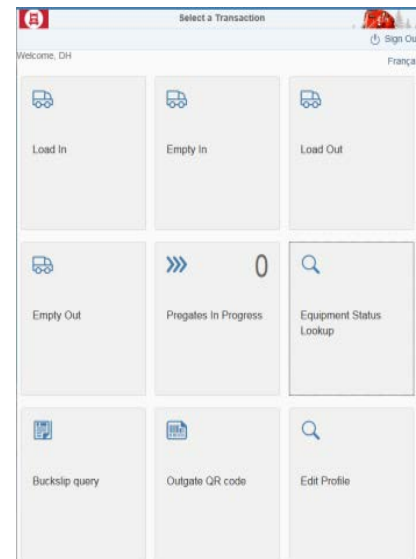 Select a Transaction
Sign Ou
Welcome, DH
França
Load In
Empty In
Load Out
Empty Out
Pregates In Progress
0
Equipment Status
Lookup
Buckslip query
Outgate QR code
Edit Profile